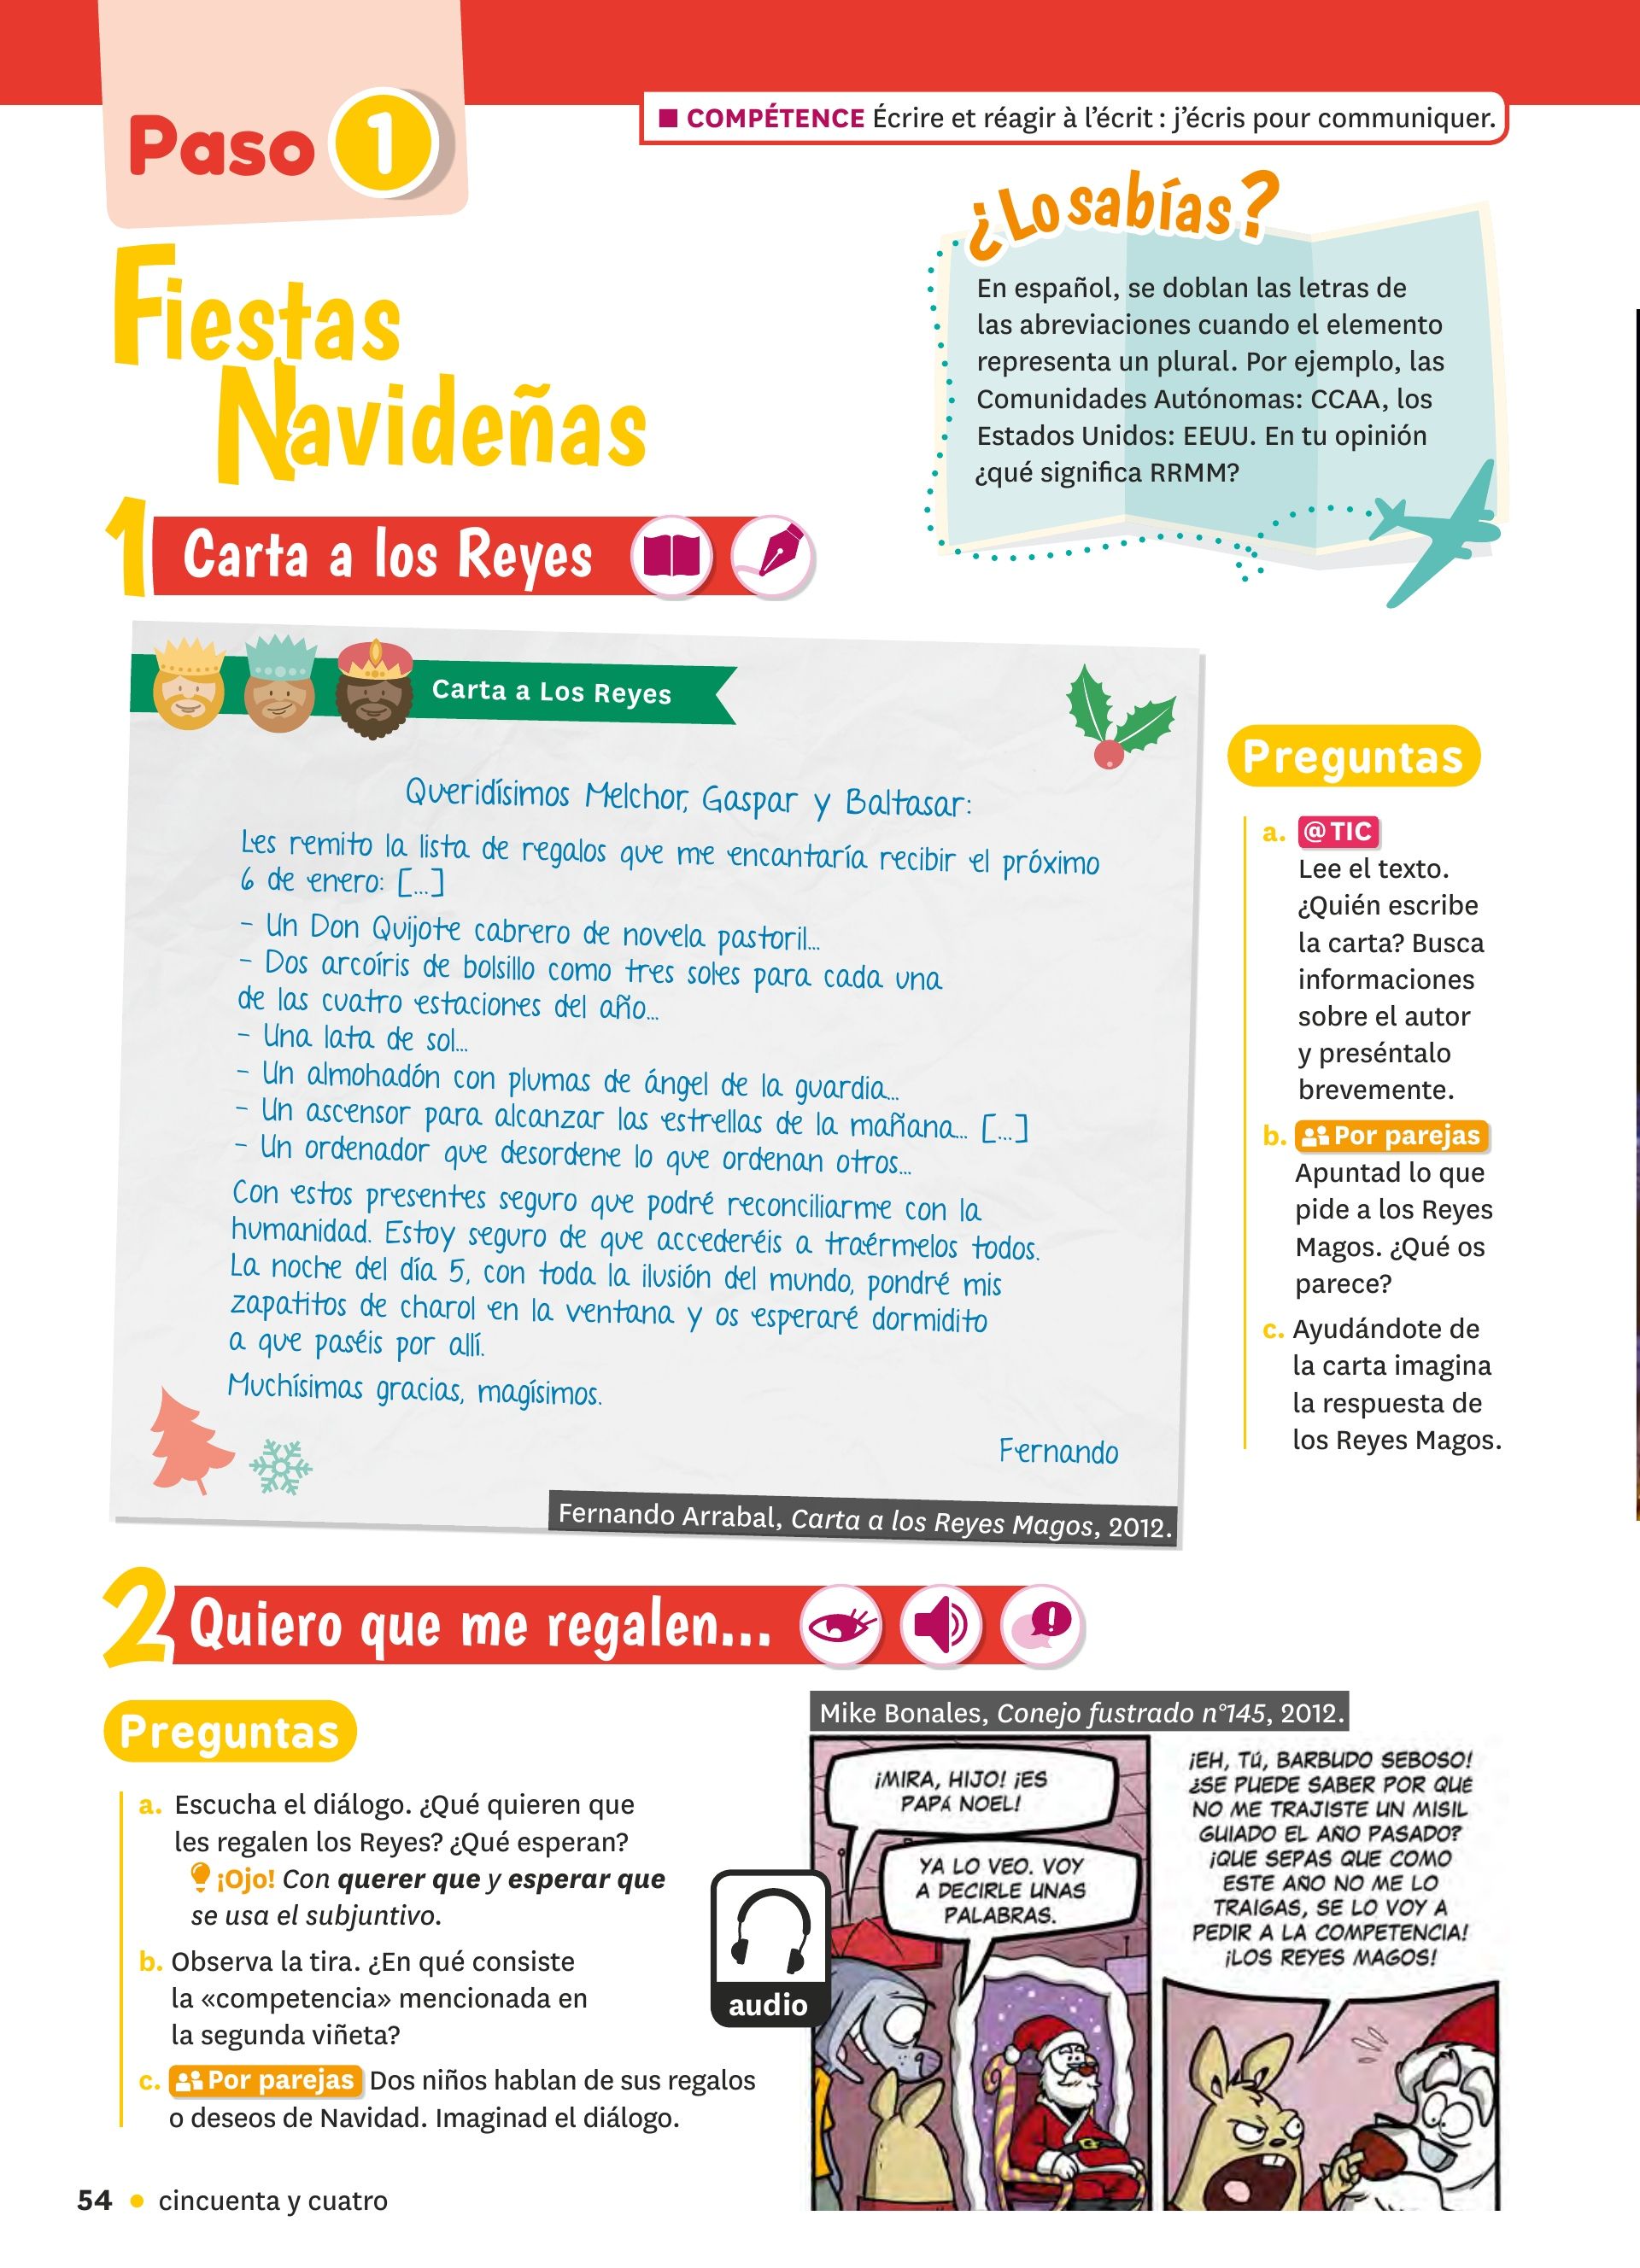 Paso 1
■ COMPÉTENCE Écrire et réagir à l'écrit : j'écris pour communiquer.
Fiestas
Navideñas
¿Lo sabías?
En español, se doblan las letras de
las abreviaciones cuando el elemento
representa un plural. Por ejemplo, las
Comunidades Autónomas: CCAA, los
Estados Unidos: EEUU. En tu opinión
¿qué significa RRMM?
1 Carta a los Reyes
Carta a Los Reyes
Queridísimos Melchor, Gaspar y Baltasar:
Les remito la lista de regalos que me encantaría recibir el próximo
6 de enero: [...]
– Un Don Quijote cabrero de novela pastoril...
– Dos arcoíris de bolsillo como tres soles para cada una
de las cuatro estaciones del año...
– Una lata de sol...
– Un almohadón con plumas de ángel de la guardia...
– Un ascensor para alcanzar las estrellas de la mañana... [...]
– Un ordenador que desordene lo que ordenan otros...
Con estos presentes seguro que podré reconciliarme con la
humanidad. Estoy seguro de que accederéis a traérmelos todos.
La noche del día 5, con toda la ilusión del mundo, pondré mis
zapatitos de charol en la ventana y os esperaré dormidito
a que paséis por allí.
Muchísimas gracias, magísimos.
Fernando
Fernando Arrabal, Carta a los Reyes Magos, 2012.
Preguntas
a. @TIC
Lee el texto.
¿Quién escribe
la carta? Busca
informaciones
sobre el autor
y preséntalo
brevemente.
b. Por parejas
Apuntad lo que
pide a los Reyes
Magos. ¿Qué os
parece?
c. Ayudándote de
la carta imagina
la respuesta de
los Reyes Magos.
2 Quiero que me regalen...
Preguntas
a. Escucha el diálogo. ¿Qué quieren que
les regalen los Reyes? ¿Qué esperan?
¡Ojo! Con querer que y esperar que
se usa el subjuntivo.
b. Observa la tira. ¿En qué consiste
la «competencia» mencionada en
la segunda viñeta?
c. Por parejas Dos niños hablan de sus regalos
o deseos de Navidad. Imaginad el diálogo.
audio
Mike Bonales, Conejo fustrado n°145, 2012.
¡MIRA, HIJO! ¡ES
PAPÁ NOEL!
YA LO VEO. VOY
A DECIRLE UNAS
PALABRAS.
¡EH, TÚ, BARBUDO SEBOSO!
¿SE PUEDE SABER POR QUÉ
NO ME TRAJISTE UN MISIL
GUIADO EL AÑO PASADO?
¡QUE SEPAS QUE COMO
ESTE AÑO NO ME LO
TRAIGAS, SE LO VOY A
PEDIR A LA COMPETENCIA!
¡LOS REYES MAGOS!
54 • cincuenta y cuatro